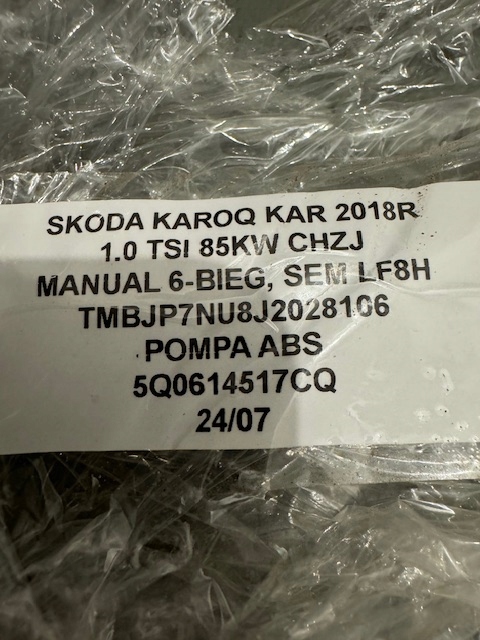 SKODA KAROQ KAR 2018R
1.0 TSI 85KW CHZJ
MANUAL 6-BIEG, SEM LF8H
TMBJP7NU8J2028106
POMPA ABS
5Q0614517CQ
24/07